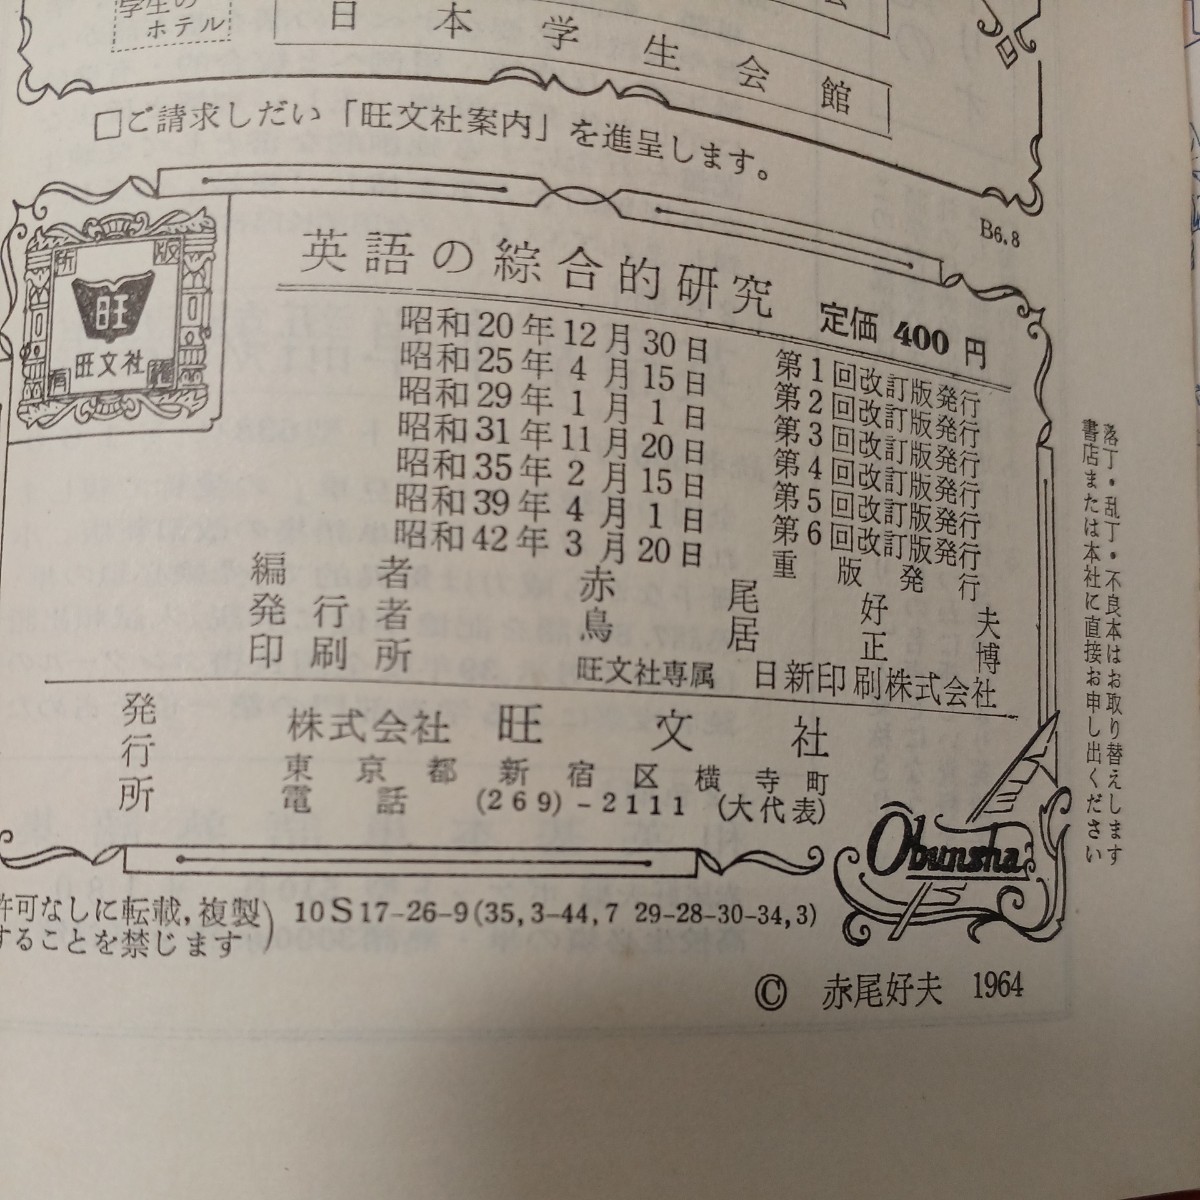 学生の
ホテル
日本学生会館
□ご請求しだい「旺文社案内」を進呈します。
B6.8
所 版
旺
旺文社
有
英語の綜合的研究
定価 400 円
昭和20年12月30日 第1回改訂版発行
昭和25年4月15日 第2回改訂版発行
昭和29年1月1日 第3回改訂版発行
昭和31年11月20日 第4回改訂版発行
昭和35年2月15日 第5回改訂版発行
昭和39年4月1日 第6回改訂版発行
昭和42年3月20日 重版発行
編者 赤尾好夫
発行者 鳥居正博
印刷所 旺文社専属 日新印刷株式会社
発行所
株式会社 旺文社
東京都新宿区横寺町
電話 (269)-2111 (大代表)
Obunsha
落丁・乱丁・不良本はお取り替えします
書店または本社に直接お申し出ください
許可なしに転載,複製
することを禁じます
10S17-26-9(35,3-44,7 29-28-30-34,3)
© 赤尾好夫 1964